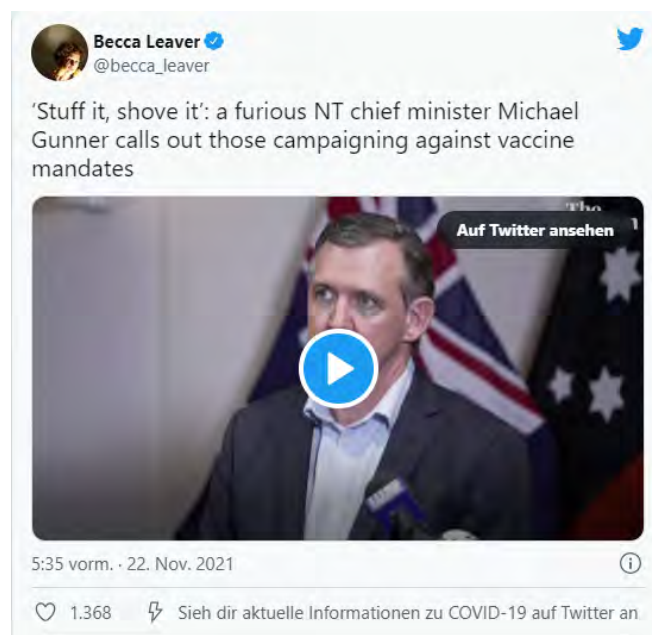 Becca Leaver
@becca_leaver
‘Stuff it, shove it’: a furious NT chief minister Michael
Gunner calls out those campaigning against vaccine
mandates
The
Auf Twitter ansehen
5:35 vorm. · 22. Nov. 2021
1.368 Sieh dir aktuelle Informationen zu COVID-19 auf Twitter an